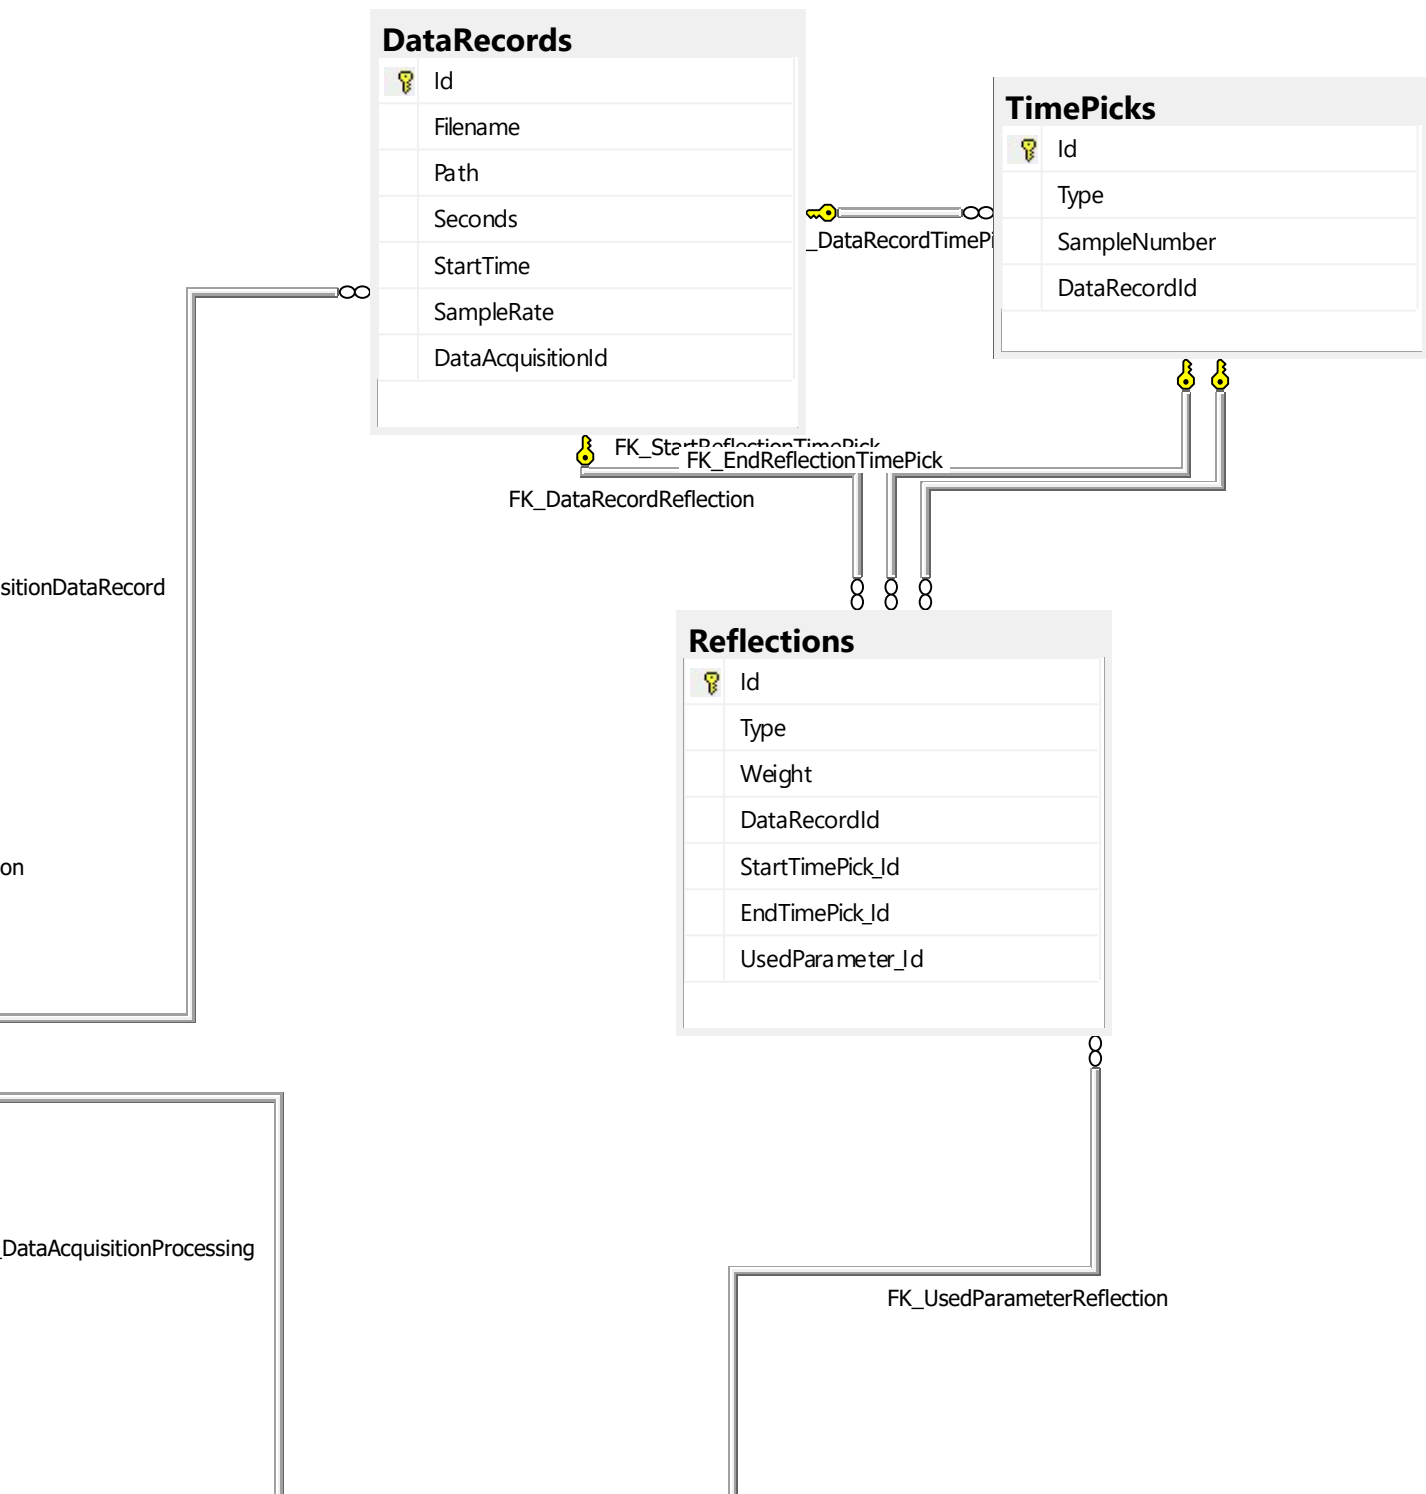 DataRecords
Id
Filename
Path
Seconds
StartTime
SampleRate
DataAcquisitionId
TimePicks
Id
Type
SampleNumber
DataRecordId
_DataRecordTimePi
FK_StartReflectionTimePick
FK_EndReflectionTimePick
FK_DataRecordReflection
sitionDataRecord
Reflections
Id
Type
Weight
DataRecordId
StartTimePick_Id
EndTimePick_Id
UsedParameter_Id
on
_DataAcquisitionProcessing
FK_UsedParameterReflection